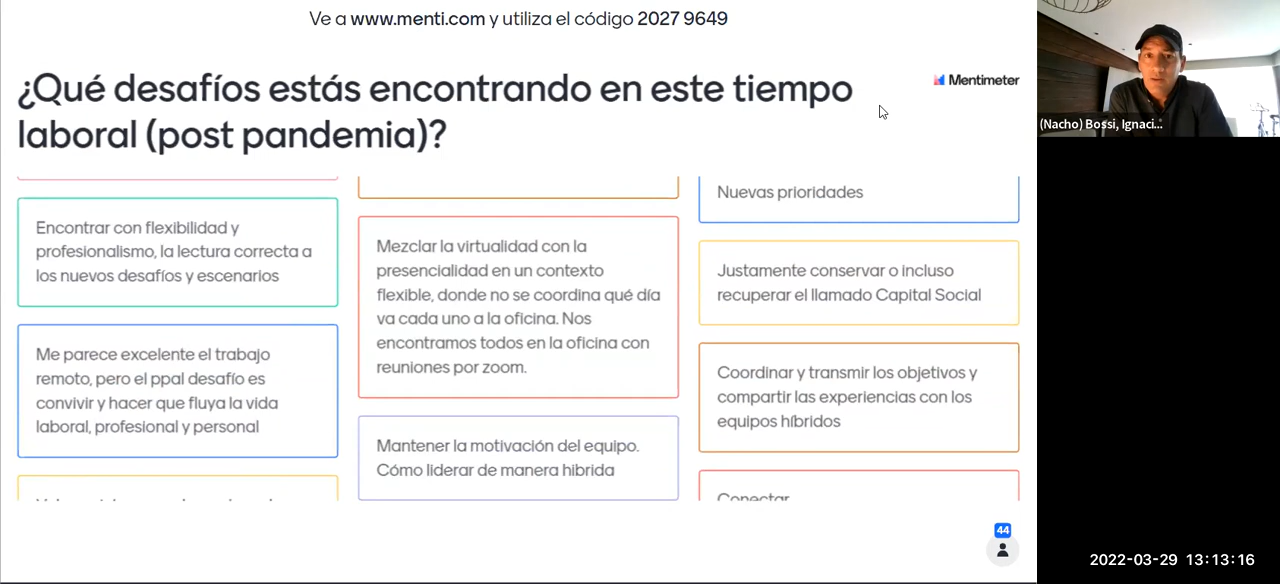 Ve a www.menti.com y utiliza el código 2027 9649
¿Qué desafíos estás encontrando en este tiempo
laboral (post pandemia)?
Mentimeter
(Nacho) Bossi, Ignaci...
Encontrar con flexibilidad y
profesionalismo, la lectura correcta a
los nuevos desafíos y escenarios
Me parece excelente el trabajo
remoto, pero el ppal desafío es
convivir y hacer que fluya la vida
laboral, profesional y personal
Mezclar la virtualidad con la
presencialidad en un contexto
flexible, donde no se coordina qué día
va cada uno a la oficina. Nos
encontramos todos en la oficina con
reuniones por zoom.
Mantener la motivación del equipo.
Cómo liderar de manera hibrida
Nuevas prioridades
Justamente conservar o incluso
recuperar el llamado Capital Social
Coordinar y transmir los objetivos y
compartir las experiencias con los
equipos híbridos
Conectar
44
2022-03-29 13:13:16